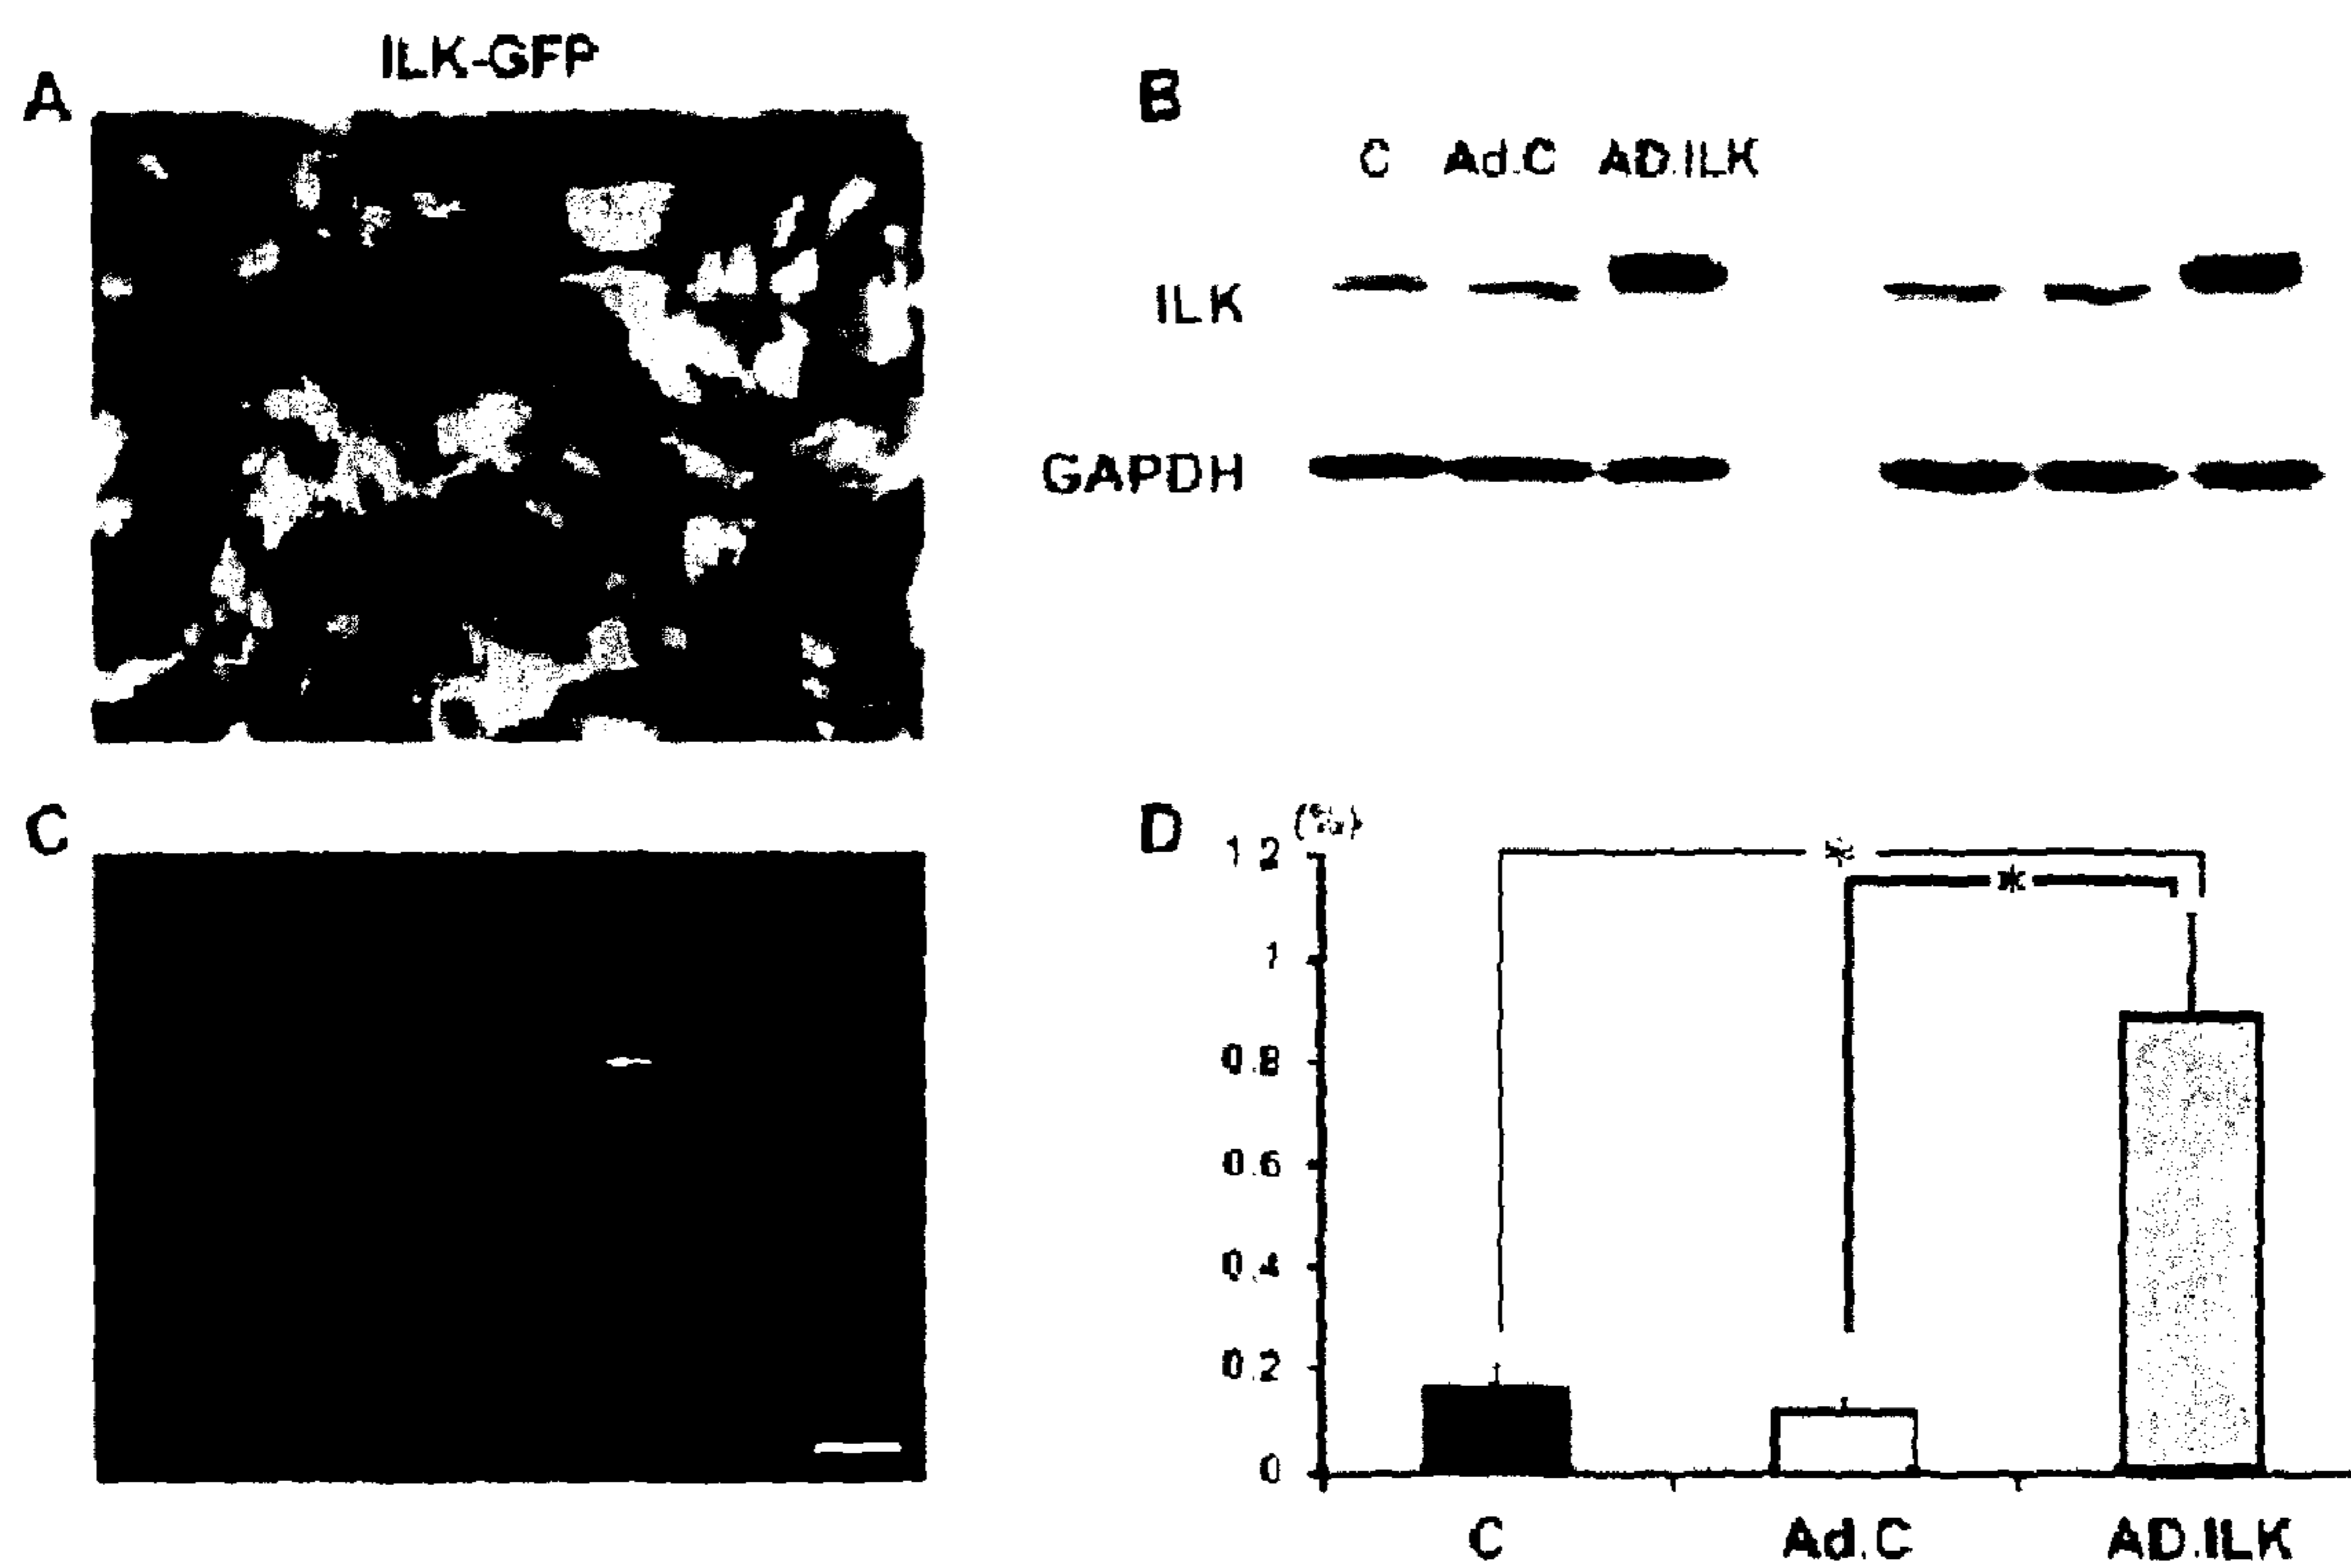 ILK-GFP
A
B
C Ad.C AD.ILK
ILK
GAPDH
C
D
(%)
1.2
1
0.8
0.6
0.4
0.2
0
*
*
C Ad.C AD.ILK